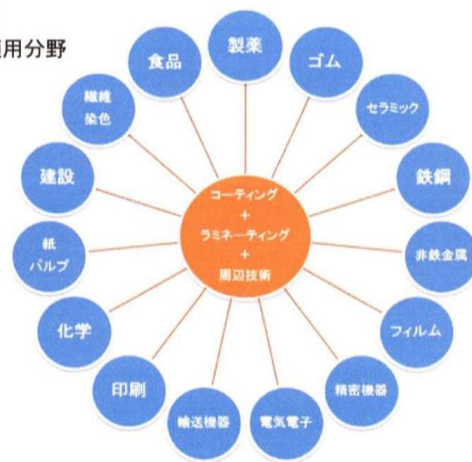 用分野
製薬
ゴム
セラミック
鉄鋼
非鉄金属
フィルム
精密機器
電気電子
輸送機器
印刷
化学
紙
パルプ
建設
繊維
染色
食品
コーティング
+
ラミネーティング
+
周辺技術